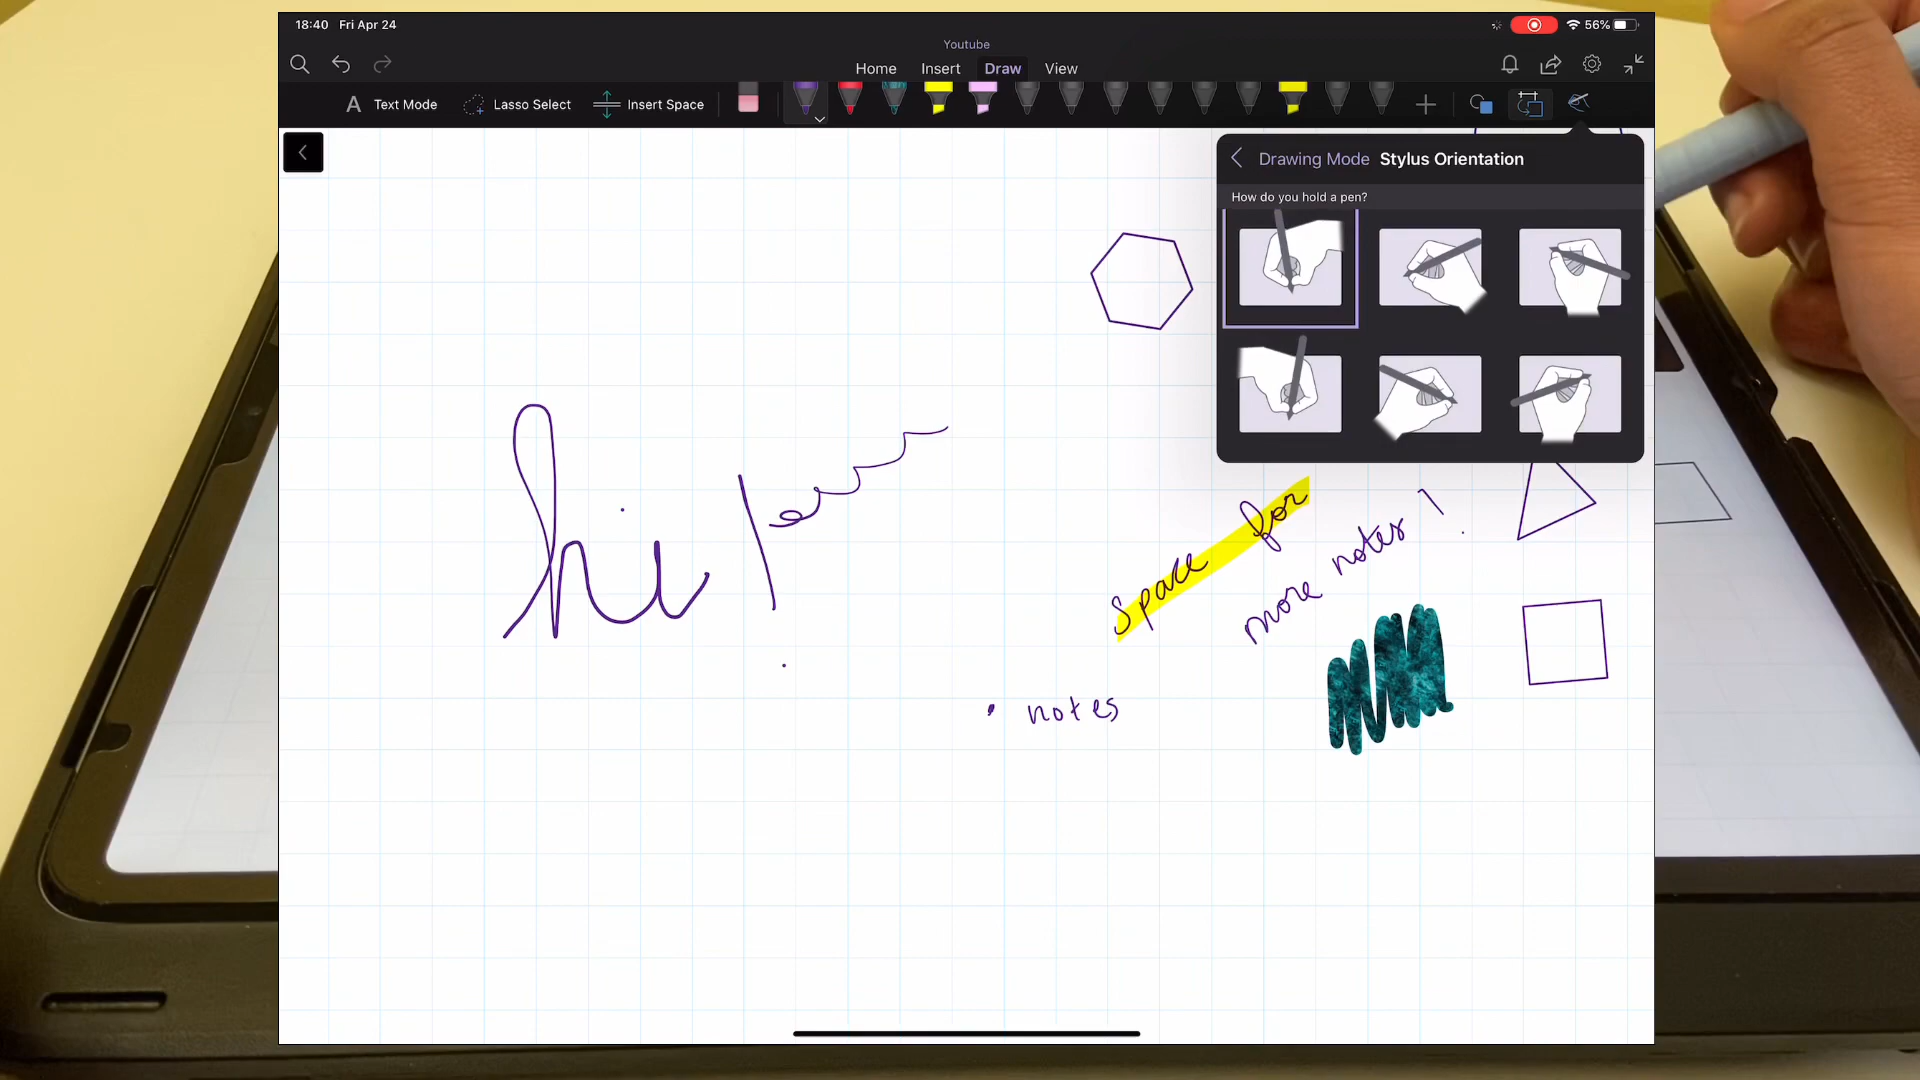 18:40 Fri Apr 24
56%
Youtube
Home Insert Draw View
A Text Mode Lasso Select Insert Space
Drawing Mode Stylus Orientation
How do you hold a pen?
hi
Space for
more notes !
• notes